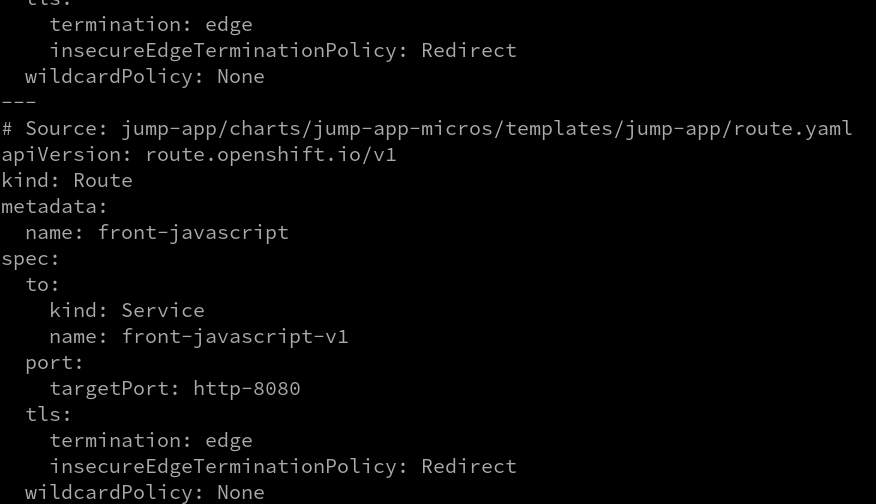 tls:
    termination: edge
    insecureEdgeTerminationPolicy: Redirect
  wildcardPolicy: None
---
# Source: jump-app/charts/jump-app-micros/templates/jump-app/route.yaml
apiVersion: route.openshift.io/v1
kind: Route
metadata:
  name: front-javascript
spec:
  to:
    kind: Service
    name: front-javascript-v1
  port:
    targetPort: http-8080
  tls:
    termination: edge
    insecureEdgeTerminationPolicy: Redirect
  wildcardPolicy: None